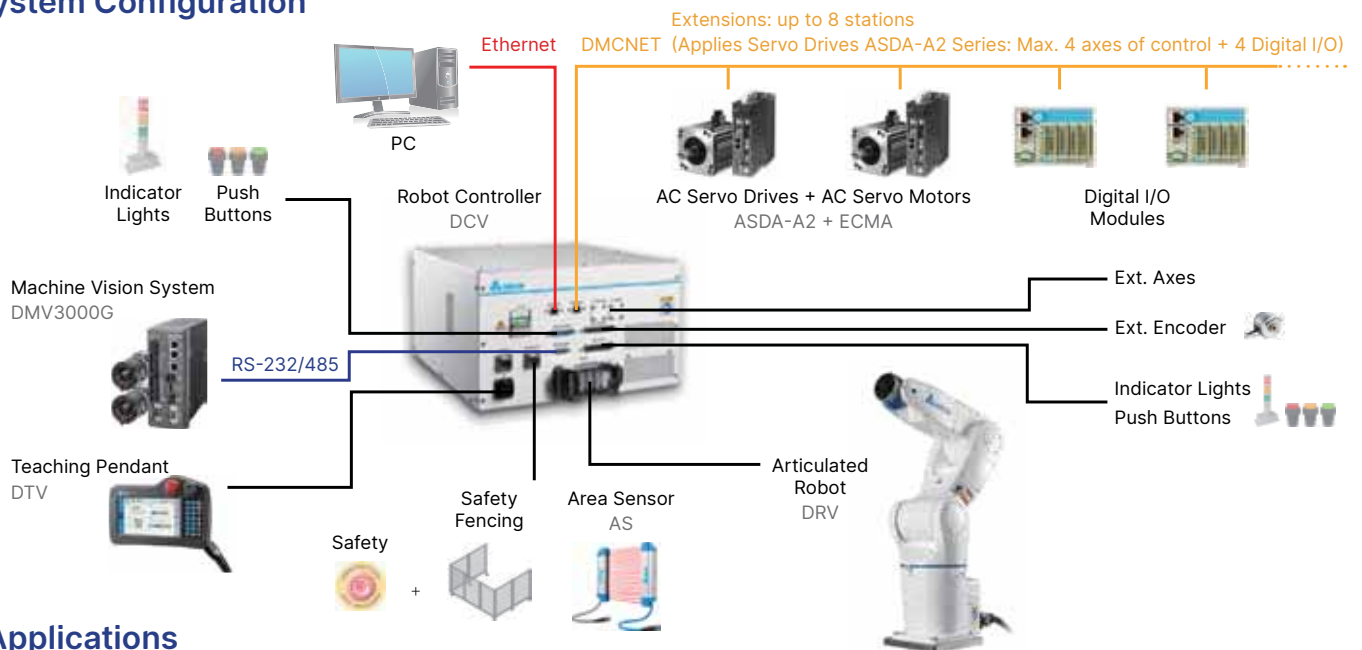 ystem Configuration
Extensions: up to 8 stations
Ethernet
DMCNET (Applies Servo Drives ASDA-A2 Series: Max. 4 axes of control + 4 Digital I/O)
PC
Indicator
Lights
Push
Buttons
Robot Controller
DCV
AC Servo Drives + AC Servo Motors
ASDA-A2 + ECMA
Digital I/O
Modules
Machine Vision System
DMV3000G
RS-232/485
Ext. Axes
Ext. Encoder
Indicator Lights
Push Buttons
Teaching Pendant
DTV
Safety
Fencing
Area Sensor
AS
Articulated
Robot
DRV
Safety
+
Applications